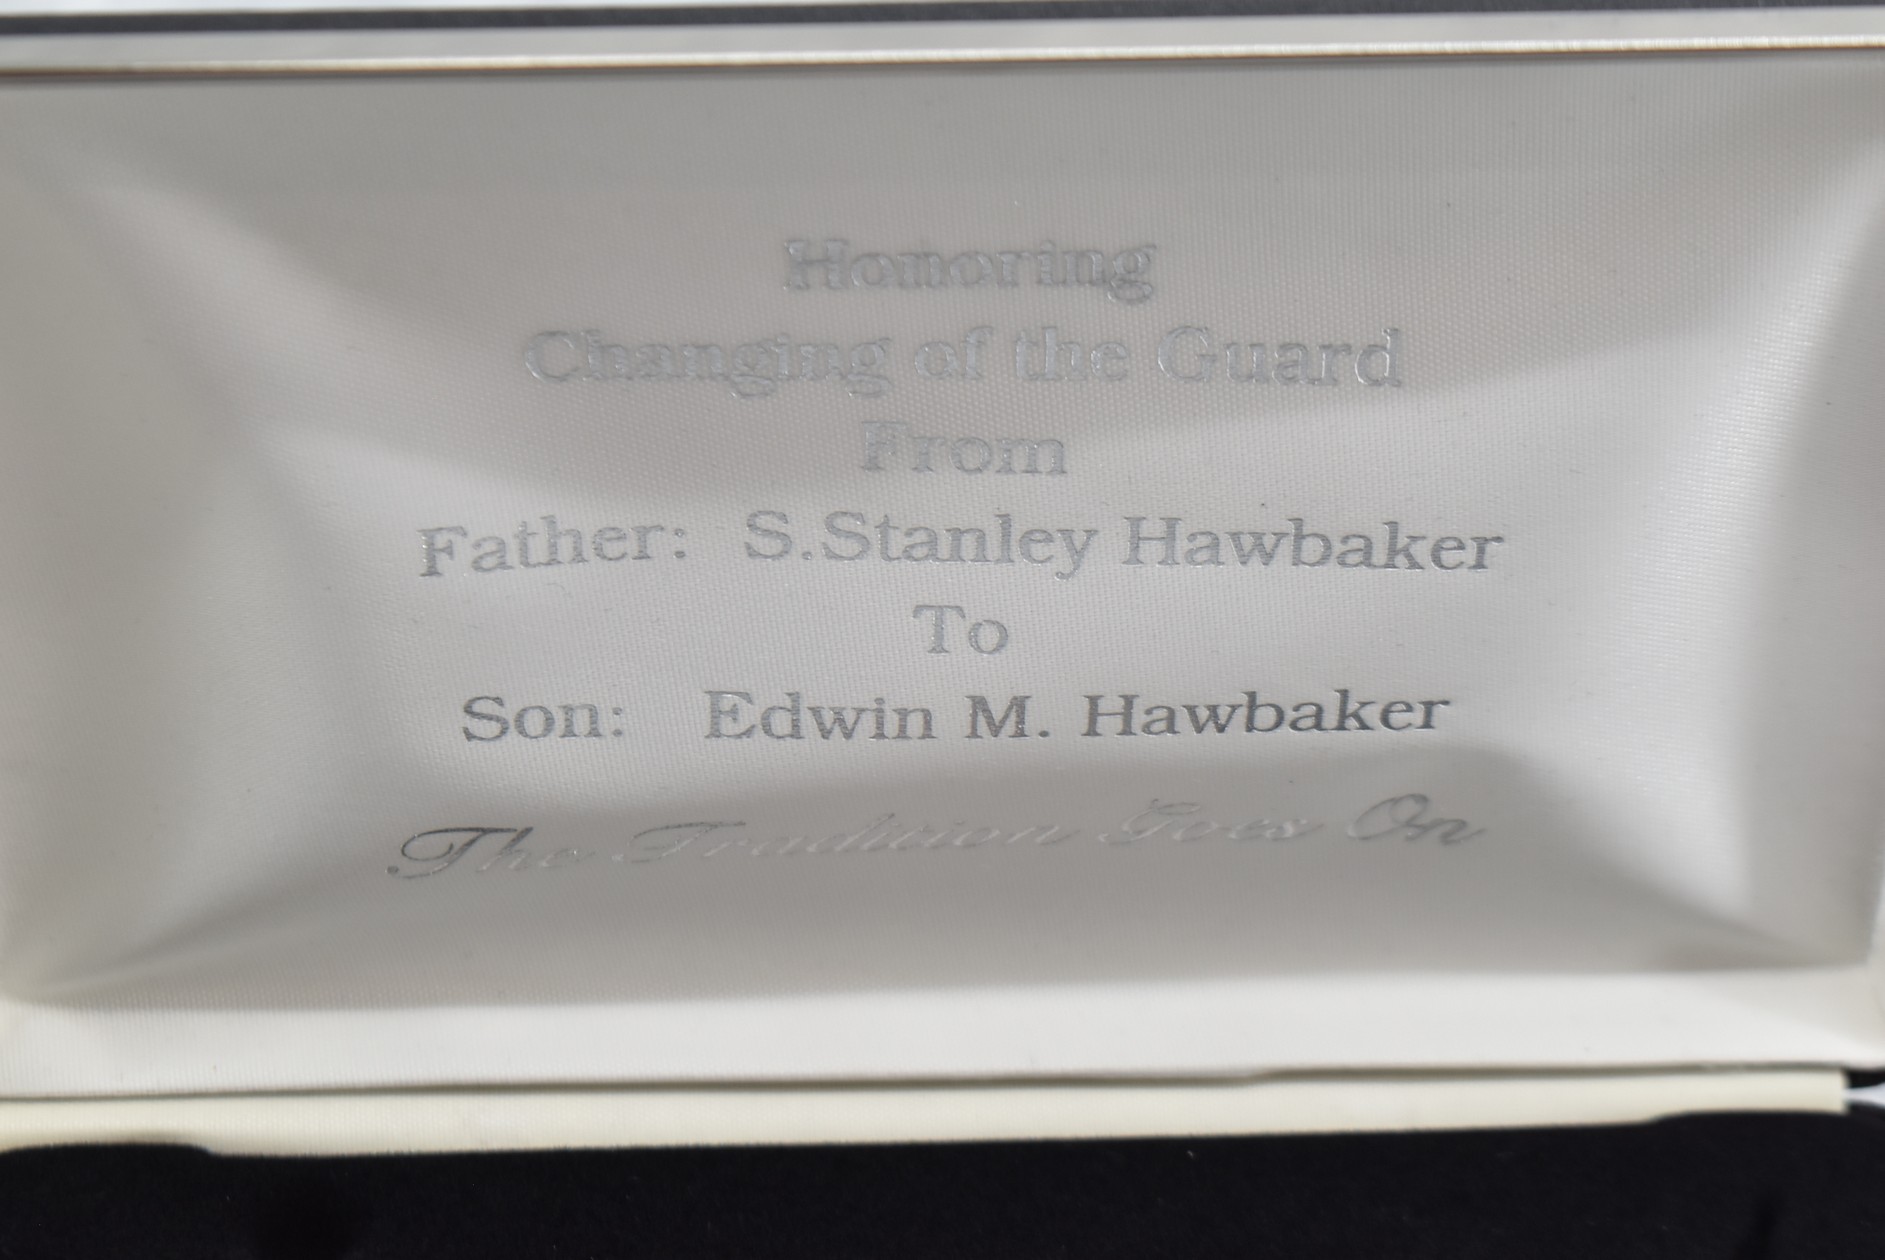 Honoring
Changing of the Guard
From
Father: S.Stanley Hawbaker
To
Son: Edwin M. Hawbaker
The Tradition Goes On